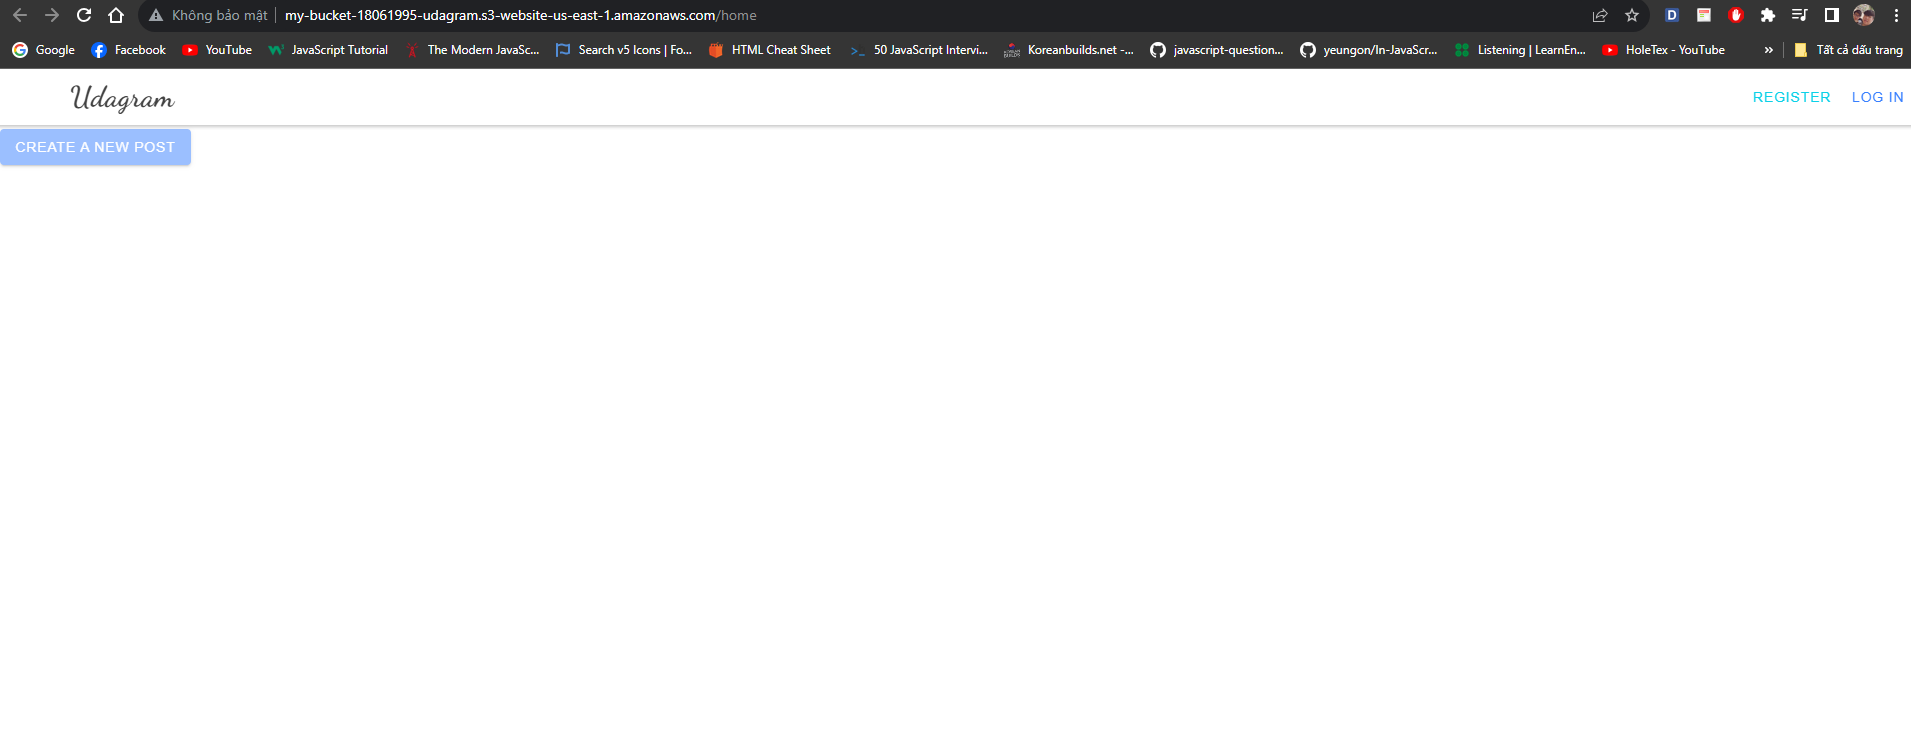 Không bảo mật my-bucket-18061995-udagram.s3-website-us-east-1.amazonaws.com/home
Google Facebook YouTube JavaScript Tutorial The Modern JavaSc... Search v5 Icons | Fo... HTML Cheat Sheet 50 JavaScript Intervi... Koreanbuilds.net -... javascript-question... yeungon/In-JavaScr... Listening | LearnEn... HoleTex - YouTube » Tất cả dấu trang
Udagram REGISTER LOG IN
CREATE A NEW POST